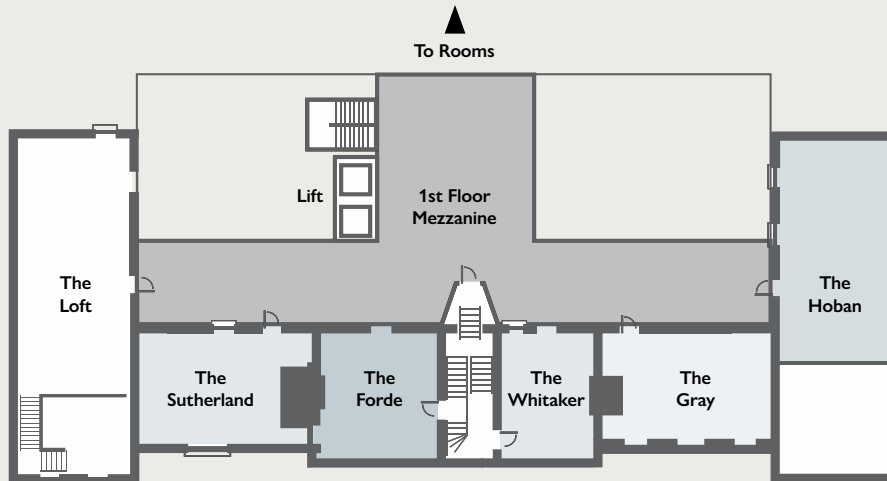 To Rooms
Lift
1st Floor
Mezzanine
The
Loft
The
Hoban
The
Sutherland
The
Forde
The
Whitaker
The
Gray